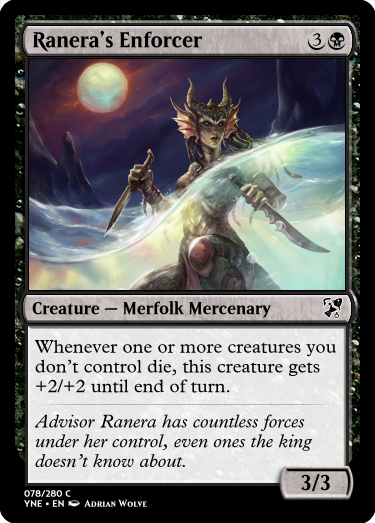 Ranera's Enforcer 3
Creature — Merfolk Mercenary
Whenever one or more creatures you
don't control die, this creature gets
+2/+2 until end of turn.
Advisor Ranera has countless forces
under her control, even ones the king
doesn't know about.
3/3
078/280 C
YNE • EN Adrian Wolve